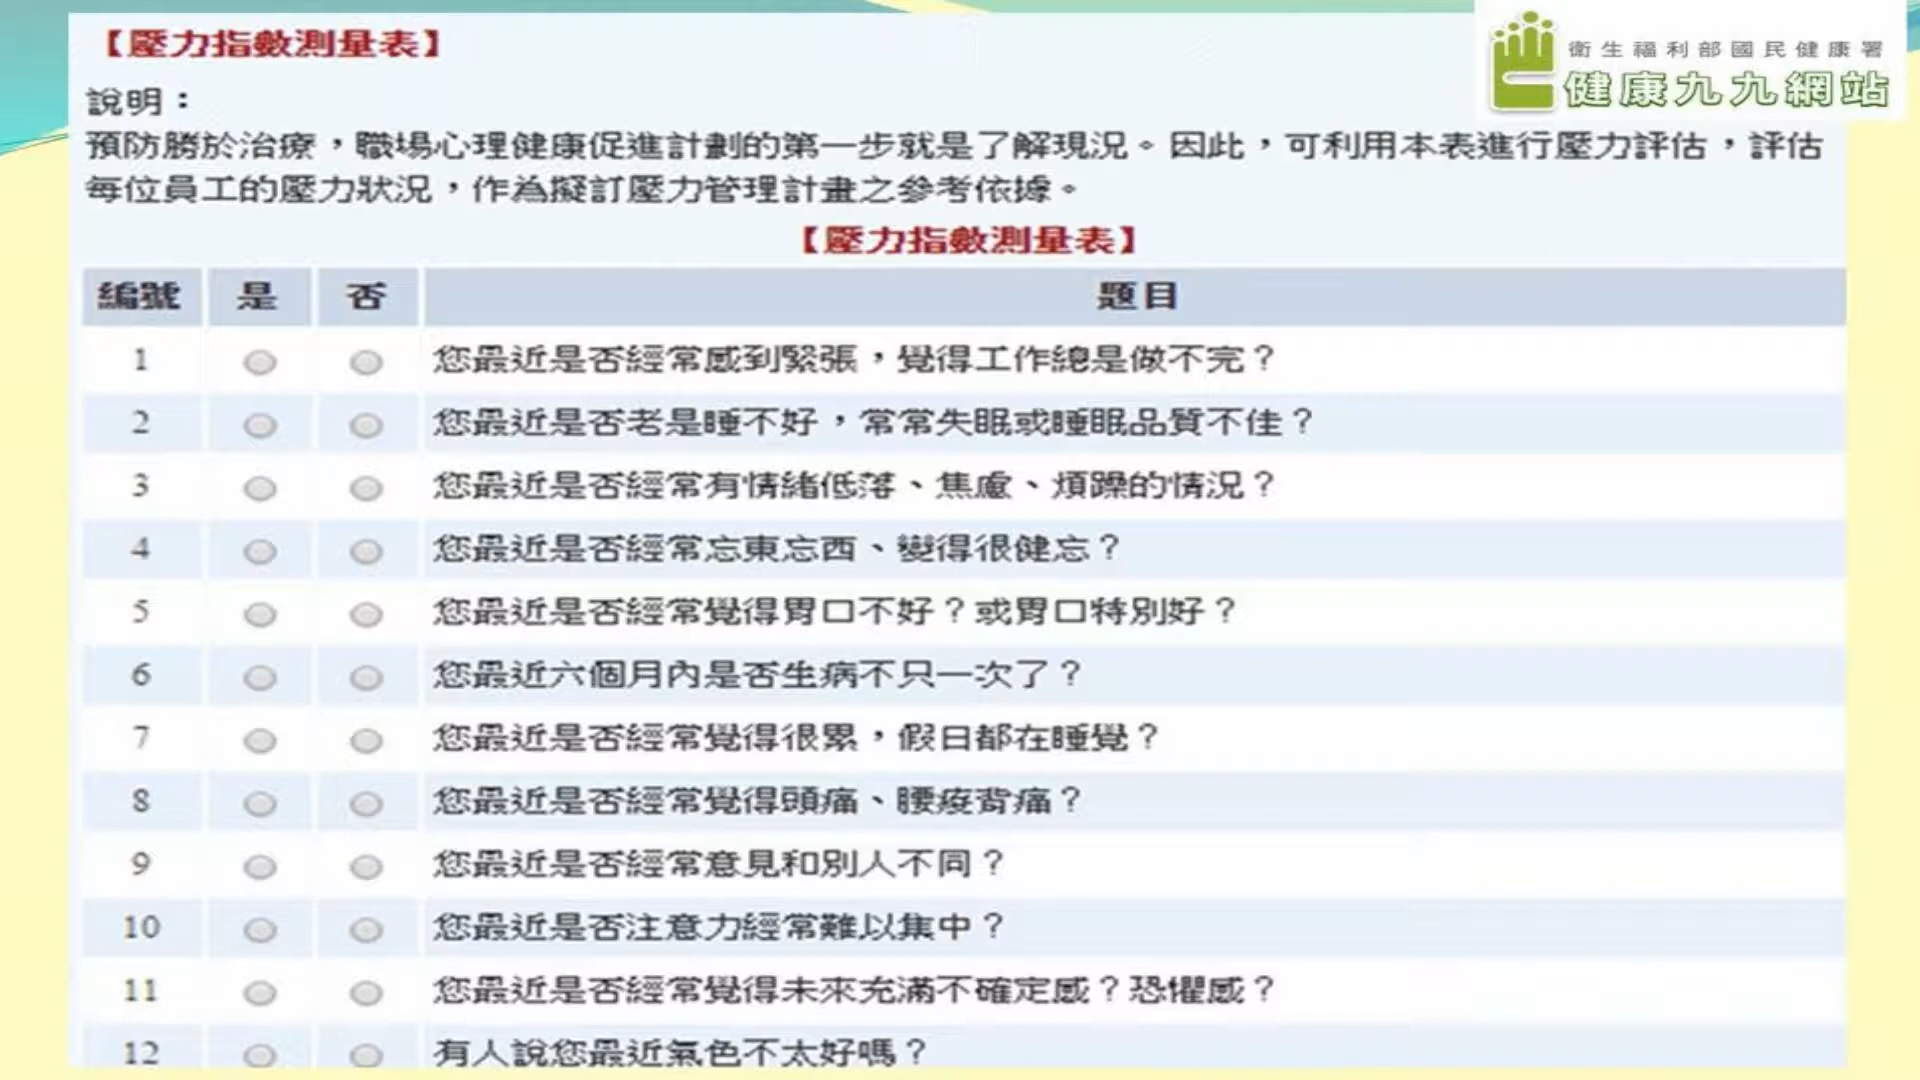 【壓力指數測量表】
衛生福利部國民健康署
健康九九網站
說明：
預防勝於治療，職場心理健康促進計劃的第一步就是了解現況。因此，可利用本表進行壓力評估，評估
每位員工的壓力狀況，作為擬訂壓力管理計畫之參考依據。
【壓力指數測量表】
編號 是 否 題目
1 您最近是否經常感到緊張，覺得工作總是做不完？
2 您最近是否老是睡不好，常常失眠或睡眠品質不佳？
3 您最近是否經常有情緒低落、焦慮、煩躁的情況？
4 您最近是否經常忘東忘西、變得很健忘？
5 您最近是否經常覺得胃口不好？或胃口特別好？
6 您最近六個月內是否生病不只一次了？
7 您最近是否經常覺得很累，假日都在睡覺？
8 您最近是否經常覺得頭痛、腰痠背痛？
9 您最近是否經常意見和別人不同？
10 您最近是否注意力經常難以集中？
11 您最近是否經常覺得未來充滿不確定感？恐懼感？
12 有人說您最近氣色不太好嗎？